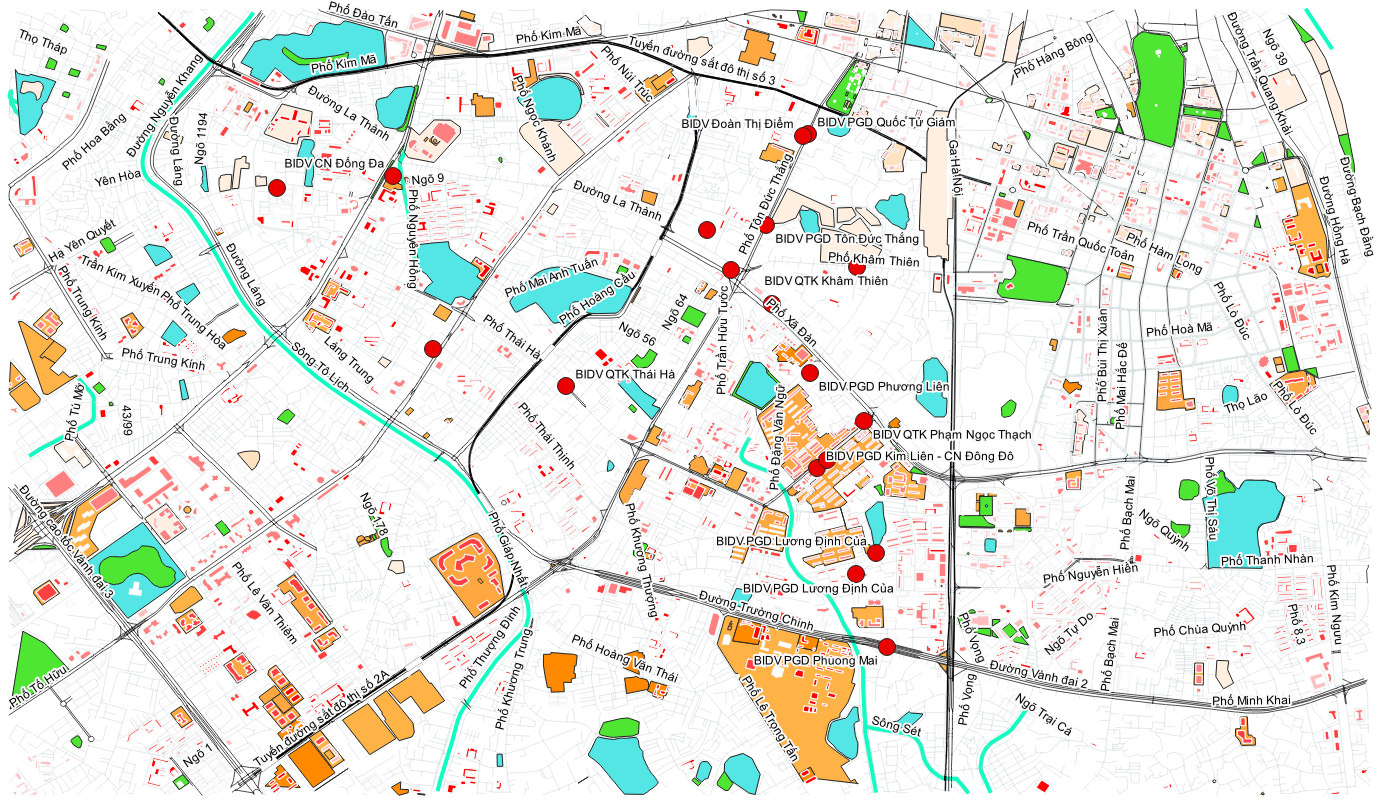 Phố Đào Tấn
Phố Kim Mã
Thọ Tháp
Phố Kim Mã
Tuyến đường sắt đô thị số 3
Phố Hàng Bông
Đường Trần Quang Khải
Ngõ 39
Đường Nguyễn Khang
Phố Núi Trúc
Đường La Thành
Phố Ngọc Khánh
Phố Hoa Bằng
Đường Láng
Ngõ 1194
BIDV Đoàn Thị Điểm
BIDV PGD Quốc Tử Giám
Ga Hà Nội
BIDV CN Đống Đa
Ngõ 9
Yên Hòa
Đường La Thành
Phố Tôn Đức Thắng
Phố Nguyên Hồng
Đường Bạch Đằng
Đường Hồng Hà
Hạ Yên Quyết
BIDV PGD Tôn Đức Thắng
Phố Khâm Thiên
Phố Trần Quốc Toản
Phố Hàm Long
Đường Láng
Trần Kim Xuyến
Phố Trung Kính
Phố Mai Anh Tuấn
Phố Hoàng Cầu
BIDV QTK Khâm Thiên
Phố Trung Hòa
Phố Xã Đàn
Ngõ 64
Ngõ 56
Phố Trần Hữu Tước
Phố Thái Hà
Láng Trung
Sông Tô Lịch
Phố Trung Kính
Phố Lò Đúc
Phố Hoà Mã
Phố Bùi Thị Xuân
Phố Mai Hắc Đế
BIDV QTK Thái Hà
BIDV PGD Phương Liên
Phố Tú Mỡ
4399
Phố Thái Thịnh
Phố Đặng Văn Ngữ
Thọ Lão
Phố Lò Đúc
BIDV QTK Phạm Ngọc Thạch
BIDV PGD Kim Liên - CN Đông Đô
Đường cao tốc Vành đai 3
Ngõ 178
Phố Giáp Nhất
Phố Khương Thượng
BIDV PGD Lương Định Của
Phố Bạch Mai
Ngõ Quỳnh
Phố Võ Thị Sáu
Phố Thanh Nhàn
Phố Nguyễn Hiền
BIDV PGD Lương Định Của
Phố Lê Văn Thiêm
Đường Trường Chinh
Phố Thượng Đình
Phố Khương Trung
Phố Hoàng Văn Thái
Phố Vọng
Ngõ Tự Do
Phố Bạch Mai
Phố Chùa Quỳnh
Phố 8.3
Phố Kim Ngưu
BIDV PGD Phuong Mai
Đường Vành đai 2
Phố Tố Hữu
Phố Lê Trọng Tấn
Phố Vọng
Phố Minh Khai
Tuyến đường sắt đô thị số 2A
Sông Sét
Ngõ Trại Cá
Ngõ 1